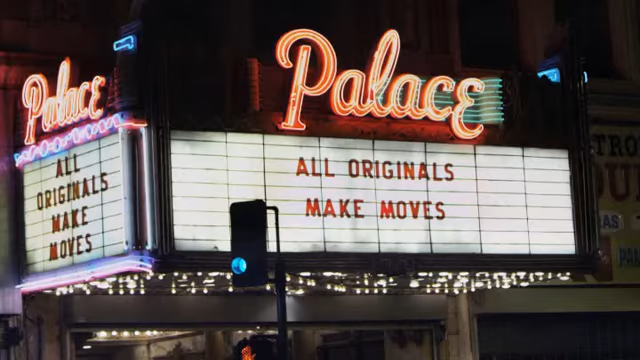 Palace
ALL
ORIGINALS
MAKE
MOVES
Palace
ALL ORIGINALS
MAKE MOVES